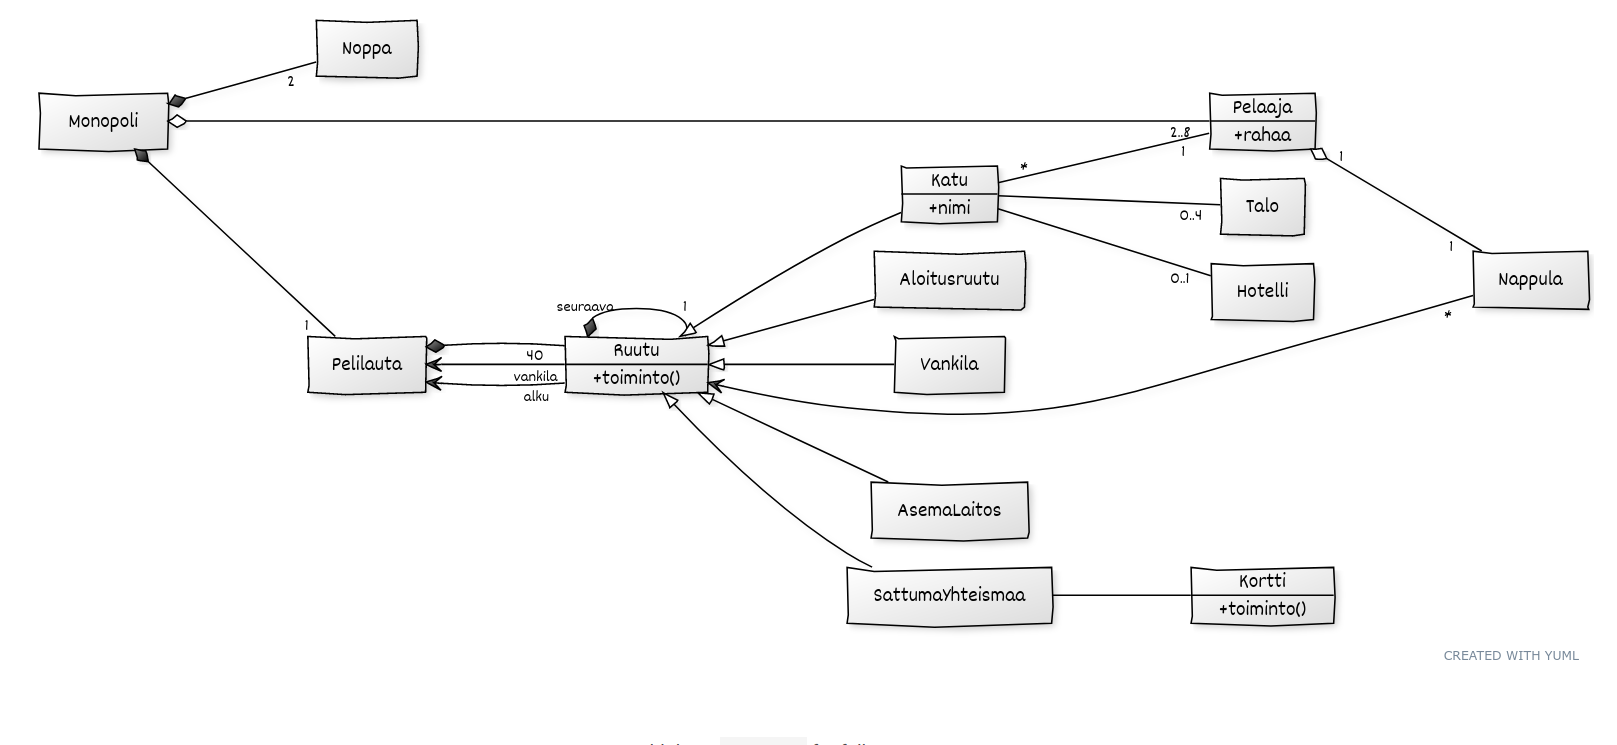 Noppa
2
Monopoli
Pelaaja
+rahaa
2..8
1
1
*
Katu
+nimi
Talo
0..4
Aloitusruutu
Hotelli
0..1
1
Nappula
*
seuraava
1
1
Pelilauta
40
vankila
alku
Ruutu
+toiminto()
Vankila
AsemaLaitos
SattumaYhteismaa
Kortti
+toiminto()
CREATED WITH YUML